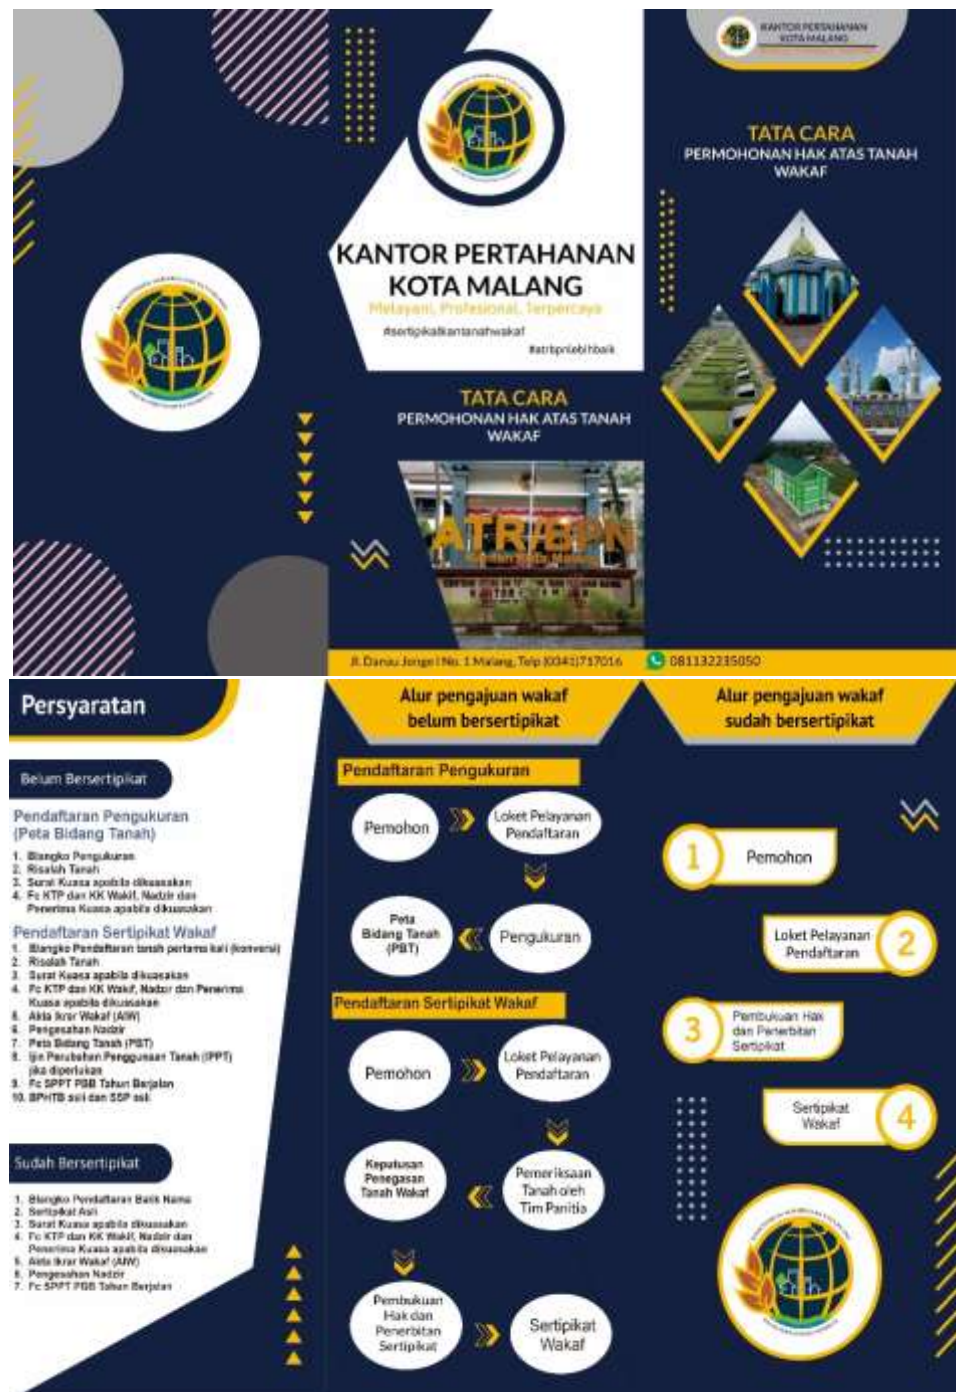 KANTOR PERTAHANAN
KOTA MALANG
Melayani, Profesional, Terpercaya
#sertipikatkantanahwakaf
#atrbpnlebihbaik
TATA CARA
PERMOHONAN HAK ATAS TANAH
WAKAF
ATR/BPN
Jl. Danau Jonge I No. 1 Malang, Telp (0341)717016
KANTOR PERTAHANAN
KOTA MALANG
TATA CARA
PERMOHONAN HAK ATAS TANAH
WAKAF
081132235050
Persyaratan
Belum Bersertipikat
Pendaftaran Pengukuran
(Peta Bidang Tanah)
1. Blangko Pengukuran
2. Risalah Tanah
3. Surat Kuasa apabila dikuasakan
4. Fc KTP dan KK Wakif, Nadzir dan
Penerima Kuasa apabila dikuasakan
Pendaftaran Sertipikat Wakaf
1. Blangko Pendaftaran tanah pertama kali (konversi)
2. Risalah Tanah
3. Surat Kuasa apabila dikuasakan
4. Fc KTP dan KK Wakif, Nadzir dan Penerima
Kuasa apabila dikuasakan
5. Akta Ikrar Wakaf (AIW)
6. Pengesahan Nadzir
7. Peta Bidang Tanah (PBT)
8. Ijin Perubahan Penggunaan Tanah (IPPT)
jika diperlukan
9. Fc SPPT PBB Tahun Berjalan
10. BPHTB asli dan SSP asli
Sudah Bersertipikat
1. Blangko Pendaftaran Balik Nama
2. Sertipikat Asli
3. Surat Kuasa apabila dikuasakan
4. Fc KTP dan KK Wakif, Nadzir dan
Penerima Kuasa apabila dikuasakan
5. Akta Ikrar Wakaf (AIW)
6. Pengesahan Nadzir
7. Fc SPPT PBB Tahun Berjalan
Alur pengajuan wakaf
belum bersertipikat
Pendaftaran Pengukuran
Pemohon
Loket Pelayanan
Pendaftaran
Peta
Bidang Tanah
(PBT)
Pengukuran
Pendaftaran Sertipikat Wakaf
Pemohon
Loket Pelayanan
Pendaftaran
Keputusan
Penegasan
Tanah Wakaf
Pemeriksaan
Tanah oleh
Tim Panitia
Pembukuan
Hak dan
Penerbitan
Sertipikat
Sertipikat
Wakaf
Alur pengajuan wakaf
sudah bersertipikat
1 Pemohon
Loket Pelayanan
Pendaftaran
2
3
Pembukuan Hak
dan Penerbitan
Sertipikat
Sertipikat
Wakaf
4